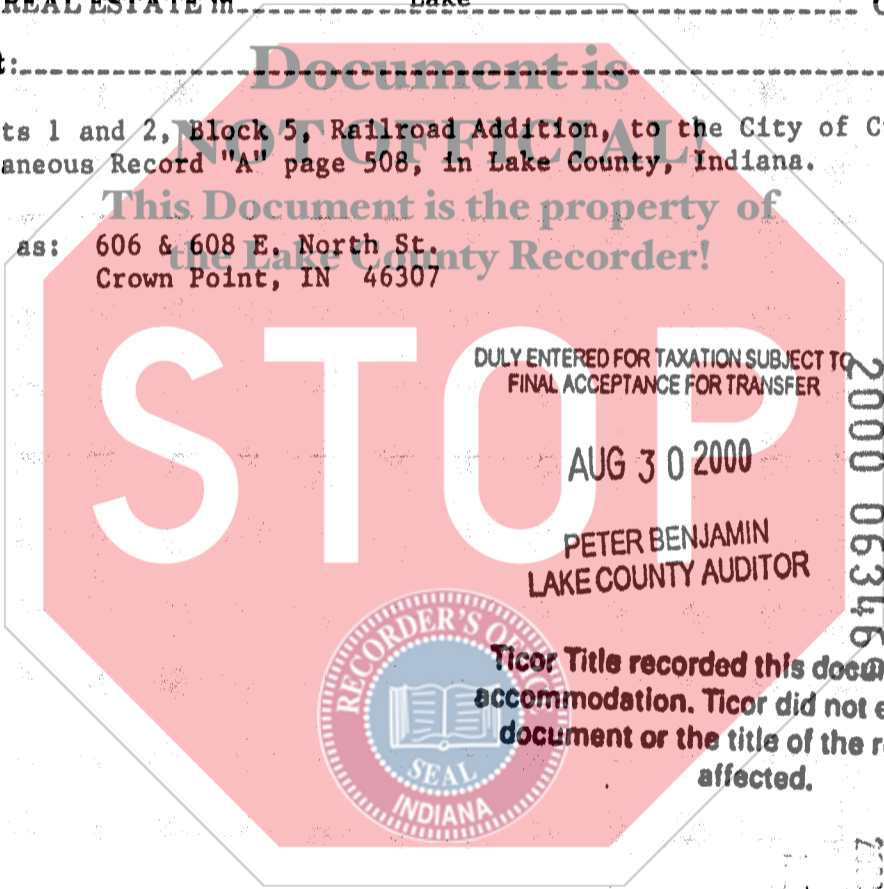 REAL ESTATE in Lake
Document is
ts 1 and 2, Block 5, Railroad Addition, to the City of C
NOT OFFICIAL!
aneous Record "A" page 508, in Lake County, Indiana.
This Document is the property of
as: 606 & 608 E. North St.
the Lake County Recorder!
Crown Point, IN 46307
STOP
DULY ENTERED FOR TAXATION SUBJECT TO
FINAL ACCEPTANCE FOR TRANSFER
AUG 30 2000
PETER BENJAMIN
LAKE COUNTY AUDITOR
2000 06346
RECORDER'S OFFICE
SEAL
INDIANA
Ticor Title recorded this docu
accommodation. Ticor did not e
document or the title of the r
affected.